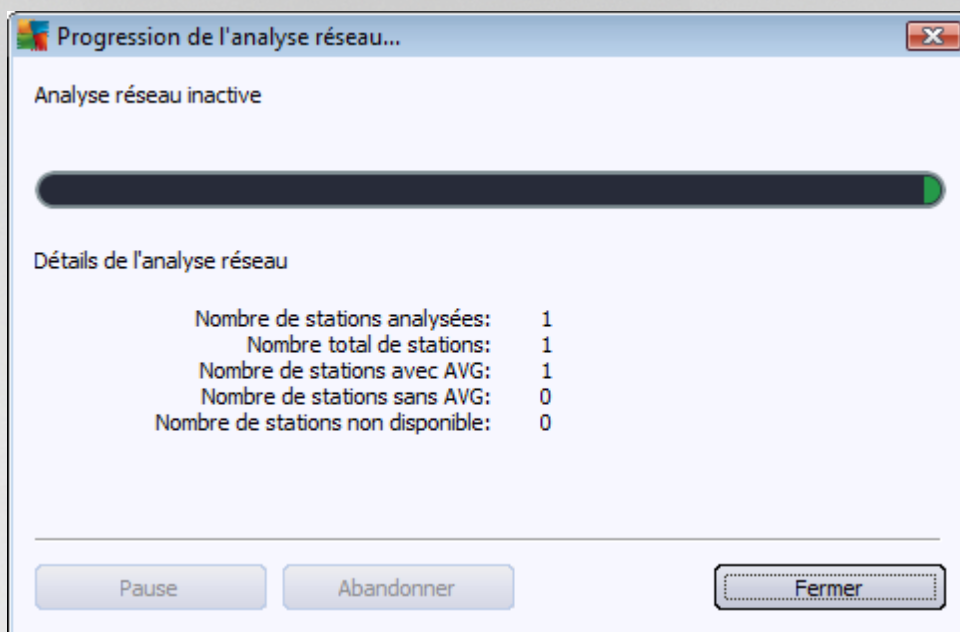 Progression de l'analyse réseau...
Analyse réseau inactive
Détails de l'analyse réseau
Nombre de stations analysées: 1
Nombre total de stations: 1
Nombre de stations avec AVG: 1
Nombre de stations sans AVG: 0
Nombre de stations non disponible: 0
Pause Abandonner Fermer